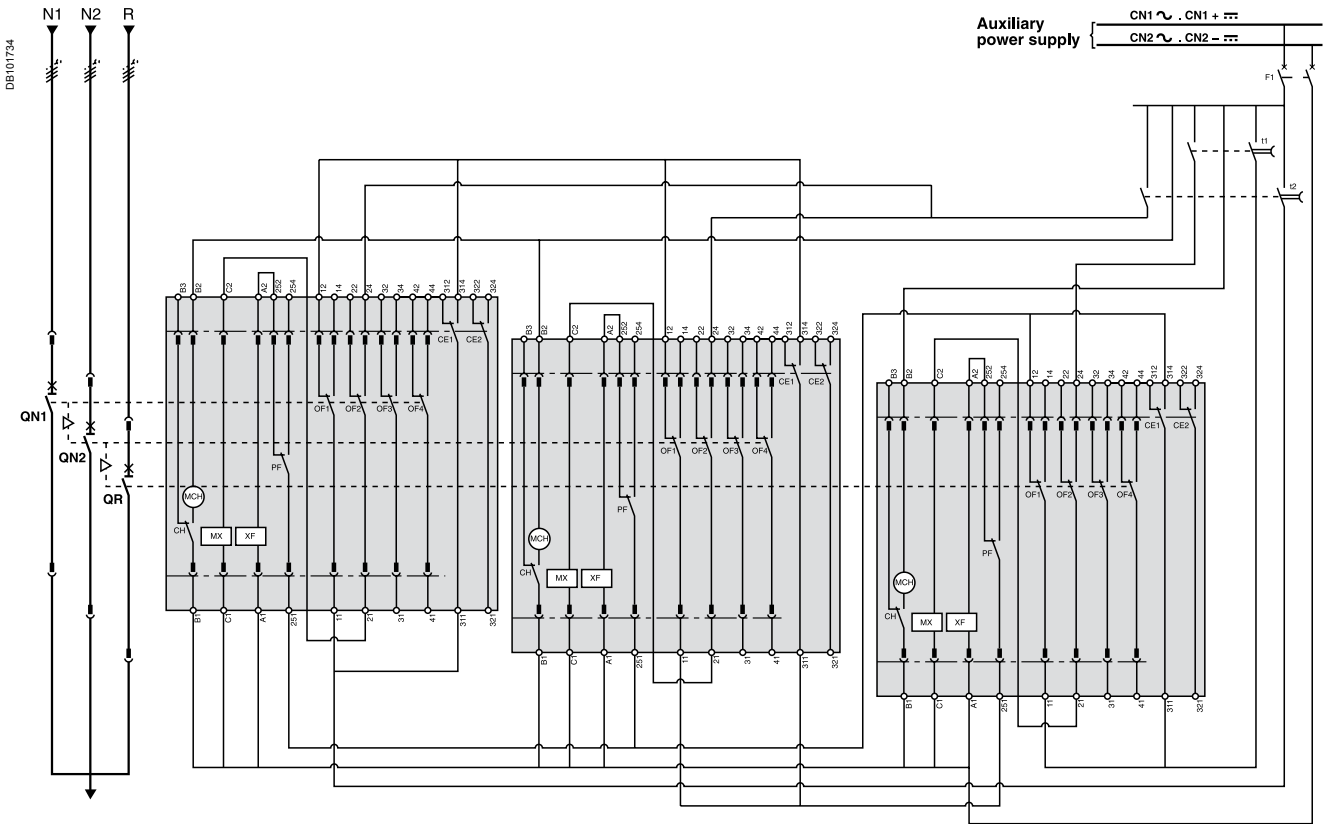 N1 N2 R
DB101734
Auxiliary
power supply
CN1 ∿ . CN1 + ⎓
CN2 ∿ . CN2 – ⎓
F1
t1
t2
B3 B2 C2 A2 252 254 12 14 22 24 32 34 42 44 312 314 322 324
CE1 CE2
OF1 OF2 OF3 OF4
PF
MCH
CH
MX XF
B1 C1 A1 251 11 21 31 41 311 321
B3 B2 C2 A2 252 254 12 14 22 24 32 34 42 44 312 314 322 324
CE1 CE2
OF1 OF2 OF3 OF4
PF
MCH
CH
MX XF
B1 C1 A1 251 11 21 31 41 311 321
B3 B2 C2 A2 252 254 12 14 22 24 32 34 42 44 312 314 322 324
CE1 CE2
OF1 OF2 OF3 OF4
PF
MCH
CH
MX XF
B1 C1 A1 251 11 21 31 41 311 321
QN1
QN2
QR